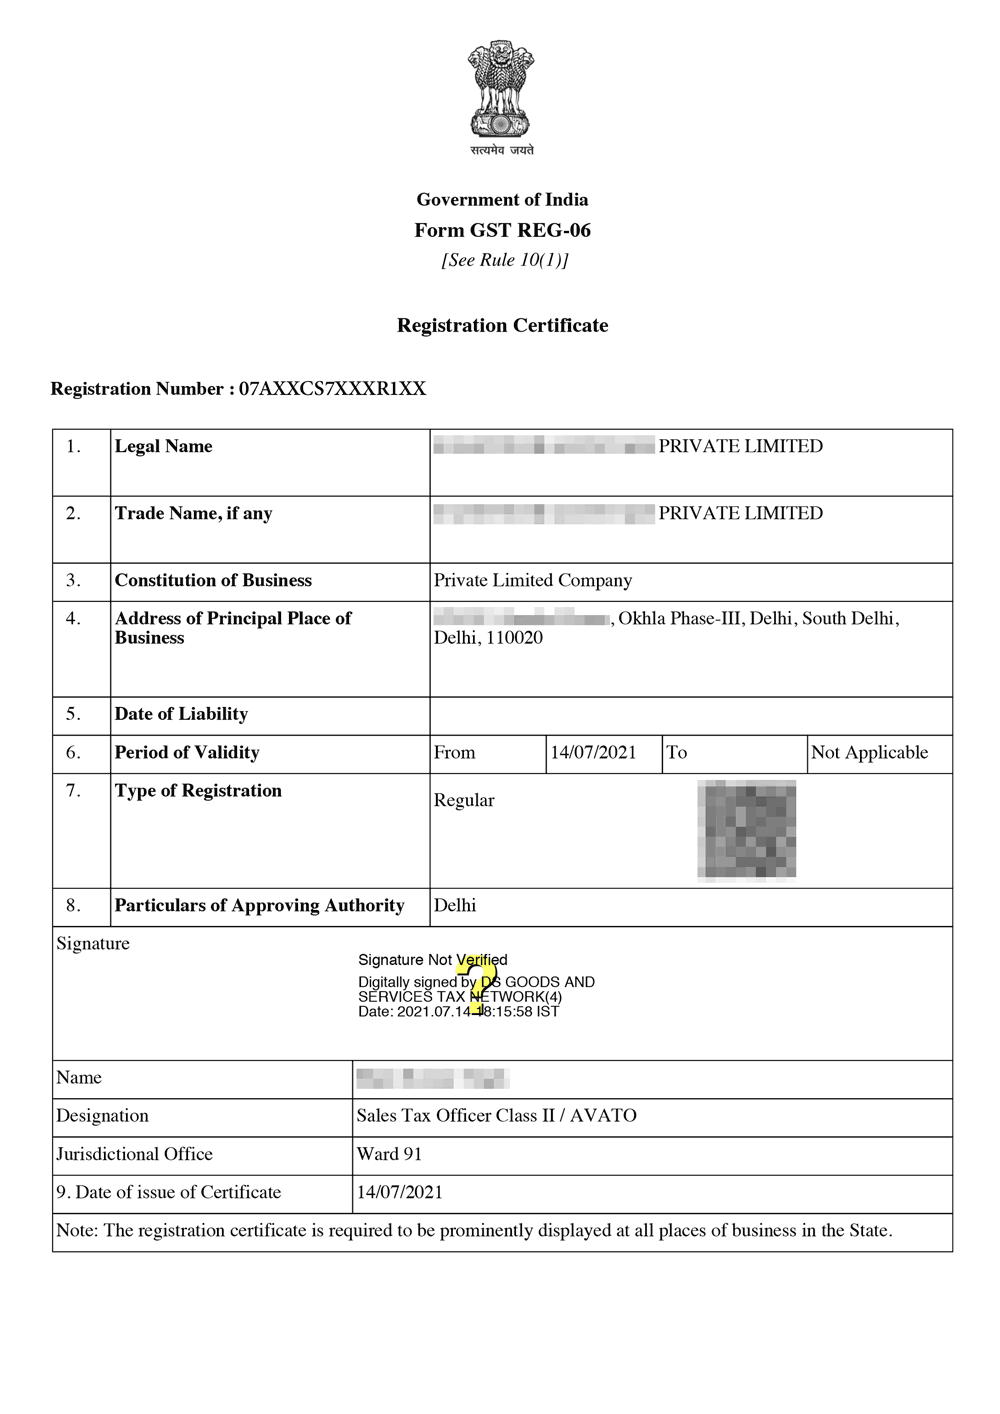 सत्यमेव जयते
Government of India
Form GST REG-06
[See Rule 10(1)]
Registration Certificate
Registration Number : 07AXXCS7XXXR1XX
1. Legal Name PRIVATE LIMITED
2. Trade Name, if any PRIVATE LIMITED
3. Constitution of Business Private Limited Company
4. Address of Principal Place of , Okhla Phase-III, Delhi, South Delhi,
Business Delhi, 110020
5. Date of Liability
6. Period of Validity From 14/07/2021 To Not Applicable
7. Type of Registration
Regular
8. Particulars of Approving Authority Delhi
Signature
Signature Not Verified
Digitally signed by DS GOODS AND
SERVICES TAX NETWORK(4)
Date: 2021.07.14 18:15:58 IST
Name
Designation Sales Tax Officer Class II / AVATO
Jurisdictional Office Ward 91
9. Date of issue of Certificate 14/07/2021
Note: The registration certificate is required to be prominently displayed at all places of business in the State.